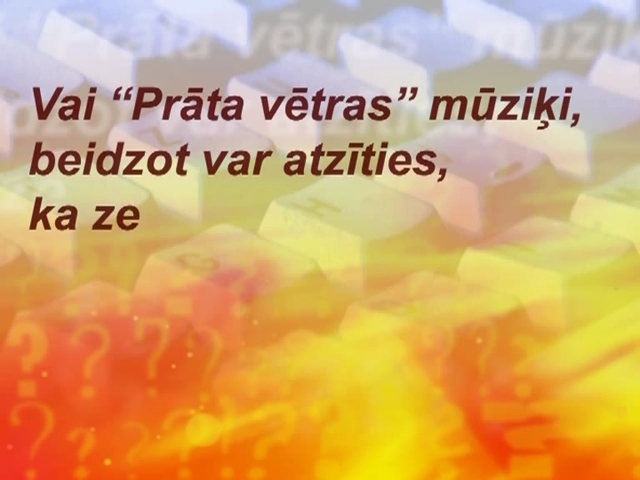 Vai “Prāta vētras” mūziķi,
beidzot var atzīties,
ka ze